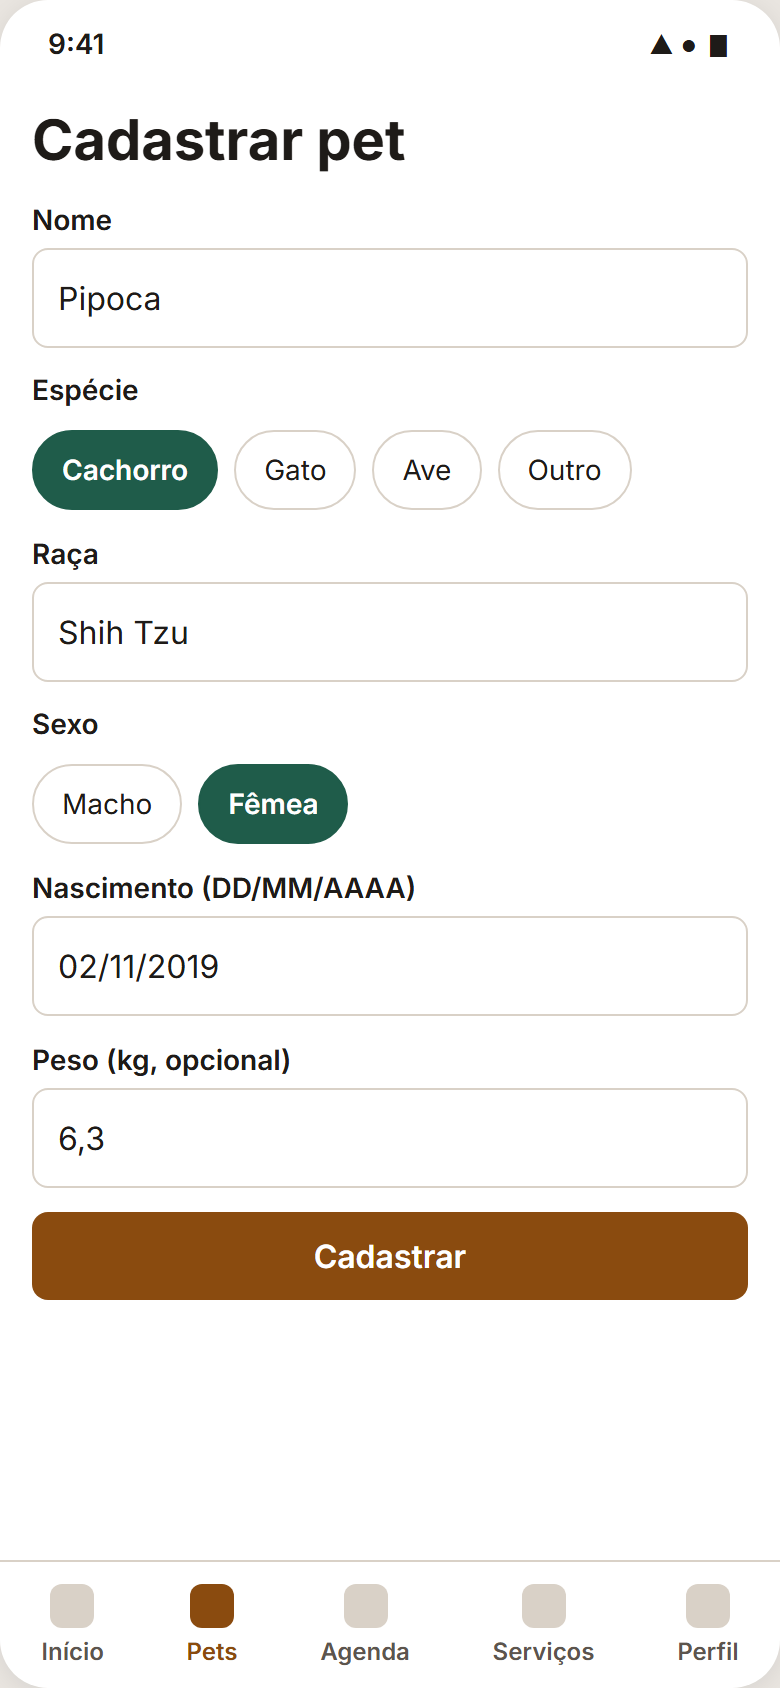 9:41
Cadastrar pet
Nome
Pipoca
Espécie
Cachorro Gato Ave Outro
Raça
Shih Tzu
Sexo
Macho Fêmea
Nascimento (DD/MM/AAAA)
02/11/2019
Peso (kg, opcional)
6,3
Cadastrar
Início Pets Agenda Serviços Perfil